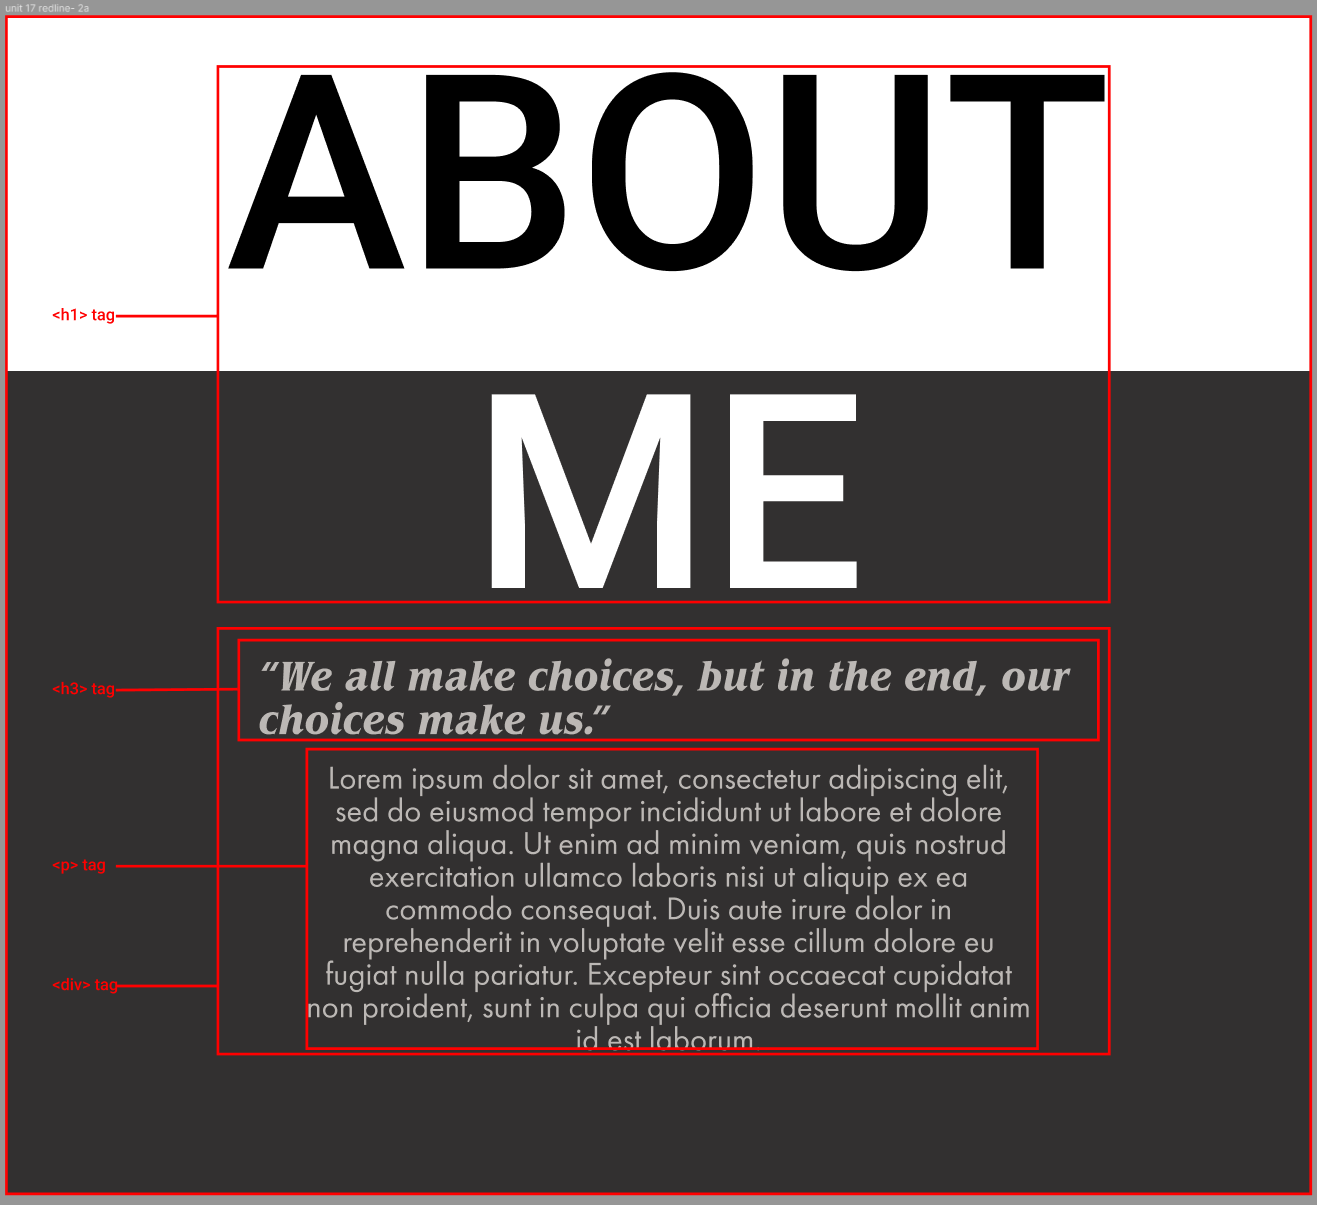 unit 17 redline- 2a
ABOUT
<h1> tag
ME
“We all make choices, but in the end, our
<h3> tag
choices make us.”
Lorem ipsum dolor sit amet, consectetur adipiscing elit,
sed do eiusmod tempor incididunt ut labore et dolore
magna aliqua. Ut enim ad minim veniam, quis nostrud
<p> tag
exercitation ullamco laboris nisi ut aliquip ex ea
commodo consequat. Duis aute irure dolor in
reprehenderit in voluptate velit esse cillum dolore eu
fugiat nulla pariatur. Excepteur sint occaecat cupidatat
<div> tag
non proident, sunt in culpa qui officia deserunt mollit anim
id est laborum.